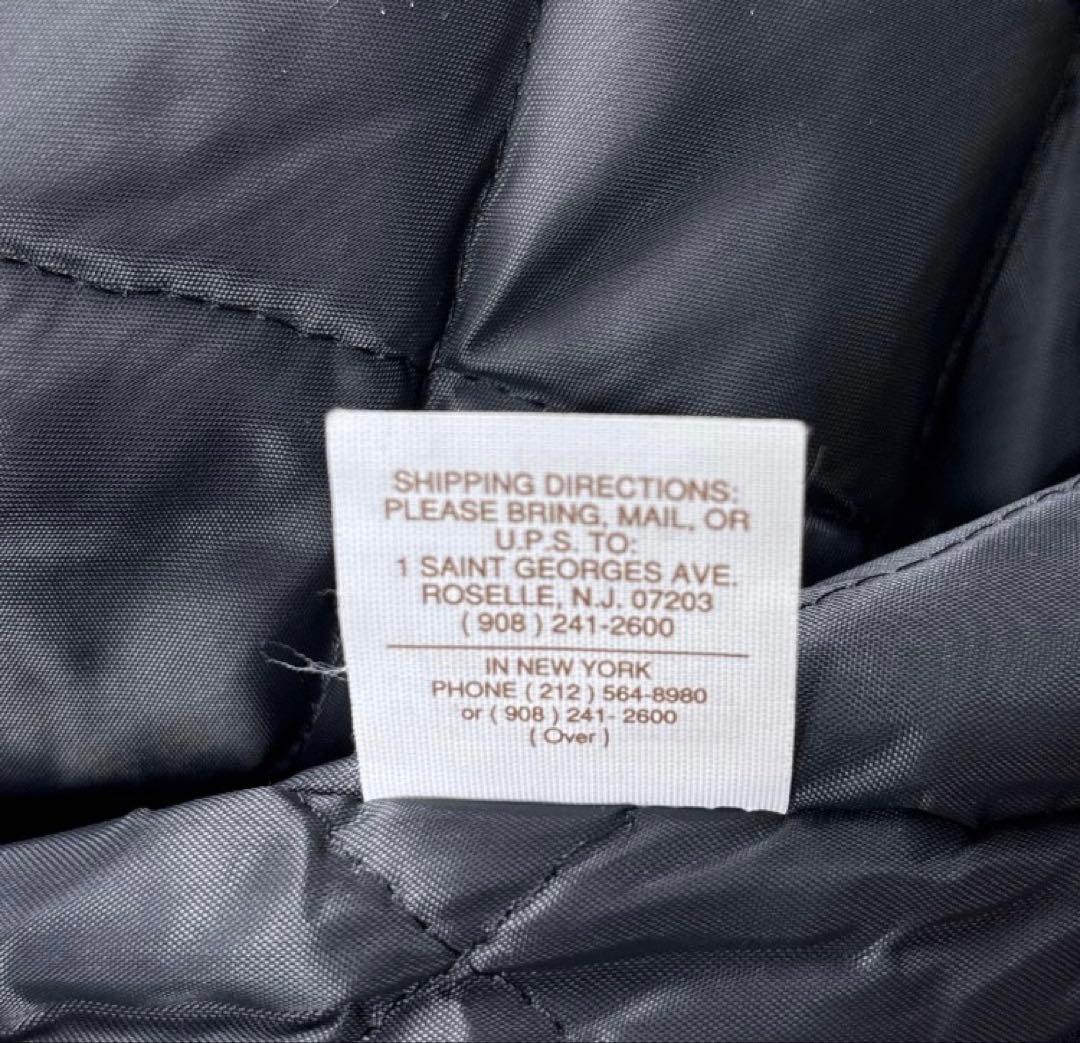 SHIPPING DIRECTIONS:
PLEASE BRING, MAIL, OR
U.P.S. TO:
1 SAINT GEORGES AVE.
ROSELLE, N.J. 07203
( 908 ) 241-2600
IN NEW YORK
PHONE ( 212 ) 564-8980
or ( 908 ) 241- 2600
( Over )